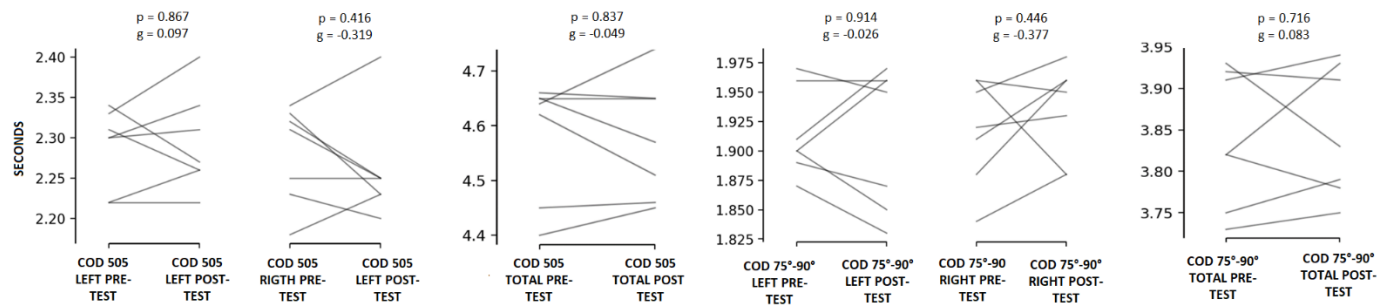 p = 0.867
g = 0.097
p = 0.416
g = -0.319
p = 0.837
g = -0.049
p = 0.914
g = -0.026
p = 0.446
g = -0.377
p = 0.716
g = 0.083
SECONDS
2.40
2.35
2.30
2.25
2.20
COD 505
LEFT PRE-
TEST
COD 505
LEFT POST-
TEST
COD 505
RIGTH PRE-
TEST
COD 505
LEFT POST-
TEST
4.7
4.6
4.5
4.4
COD 505
TOTAL PRE-
TEST
COD 505
TOTAL POST
TEST
1.975
1.950
1.925
1.900
1.875
1.850
1.825
COD 75°-90°
LEFT PRE-
TEST
COD 75°-90°
LEFT POST-
TEST
COD 75°-90
RIGHT PRE-
TEST
COD 75°-90°
RIGHT POST-
TEST
3.95
3.90
3.85
3.80
3.75
COD 75°-90°
TOTAL PRE-
TEST
COD 75°-90°
TOTAL POST-
TEST